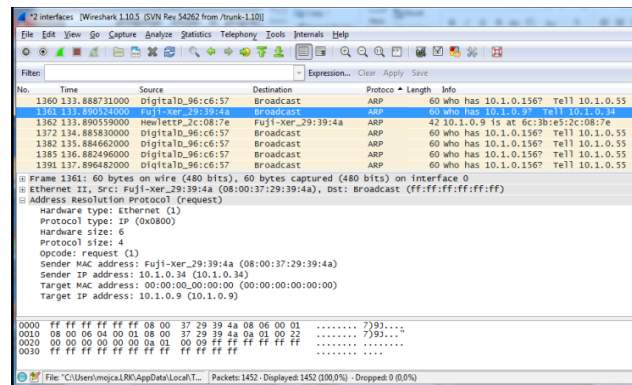 *2 interfaces [Wireshark 1.10.5 (SVN Rev 54262 from /trunk-1.10)]
File Edit View Go Capture Analyze Statistics Telephony Tools Internals Help
Filter: Expression... Clear Apply Save
No. Time Source Destination Protoco Length Info
1360 133.888731000 DigitalD_96:c6:57 Broadcast ARP 60 Who has 10.1.0.156? Tell 10.1.0.55
1361 133.890524000 Fuji-Xer_29:39:4a Broadcast ARP 60 Who has 10.1.0.9? Tell 10.1.0.34
1362 133.890559000 HewlettP_2c:08:7e Fuji-Xer_29:39:4a ARP 42 10.1.0.9 is at 6c:3b:e5:2c:08:7e
1372 134.885830000 DigitalD_96:c6:57 Broadcast ARP 60 Who has 10.1.0.156? Tell 10.1.0.55
1382 135.884662000 DigitalD_96:c6:57 Broadcast ARP 60 Who has 10.1.0.156? Tell 10.1.0.55
1385 136.882496000 DigitalD_96:c6:57 Broadcast ARP 60 Who has 10.1.0.156? Tell 10.1.0.55
1391 137.896482000 DigitalD_96:c6:57 Broadcast ARP 60 Who has 10.1.0.156? Tell 10.1.0.55
Frame 1361: 60 bytes on wire (480 bits), 60 bytes captured (480 bits) on interface 0
Ethernet II, Src: Fuji-Xer_29:39:4a (08:00:37:29:39:4a), Dst: Broadcast (ff:ff:ff:ff:ff:ff)
Address Resolution Protocol (request)
Hardware type: Ethernet (1)
Protocol type: IP (0x0800)
Hardware size: 6
Protocol size: 4
Opcode: request (1)
Sender MAC address: Fuji-Xer_29:39:4a (08:00:37:29:39:4a)
Sender IP address: 10.1.0.34 (10.1.0.34)
Target MAC address: 00:00:00_00:00:00 (00:00:00:00:00:00)
Target IP address: 10.1.0.9 (10.1.0.9)
0000 ff ff ff ff ff ff 08 00 37 29 39 4a 08 06 00 01 ........ 7)9J....
0010 08 00 06 04 00 01 08 00 37 29 39 4a 0a 01 00 22 ........ 7)9J..."
0020 00 00 00 00 00 00 0a 01 00 09 ff ff ff ff ff ff ........ ........
0030 ff ff ff ff ff ff ff ff ff ff ff ff ........ ....
File: "C:\Users\mojca.LRK\AppData\Local\T... Packets: 1452 · Displayed: 1452 (100,0%) · Dropped: 0 (0,0%)